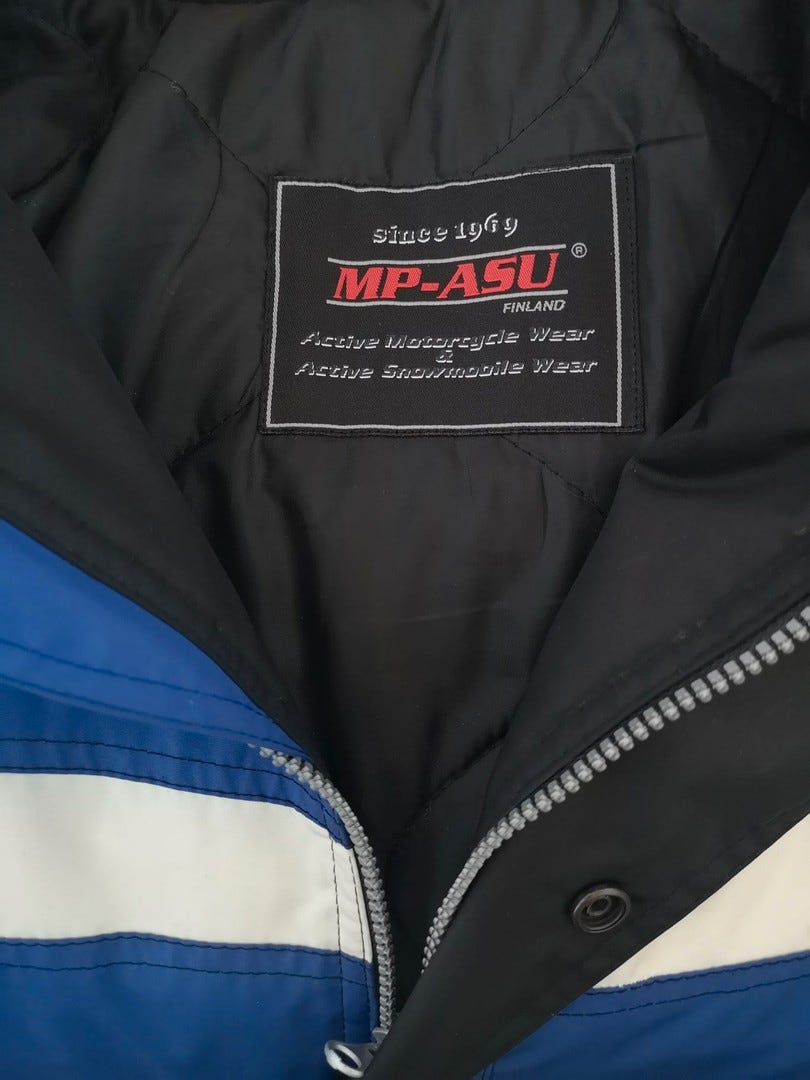 since 1969
MP-ASU ®
FINLAND
Active Motorcycle Wear
&
Active Snowmobile Wear